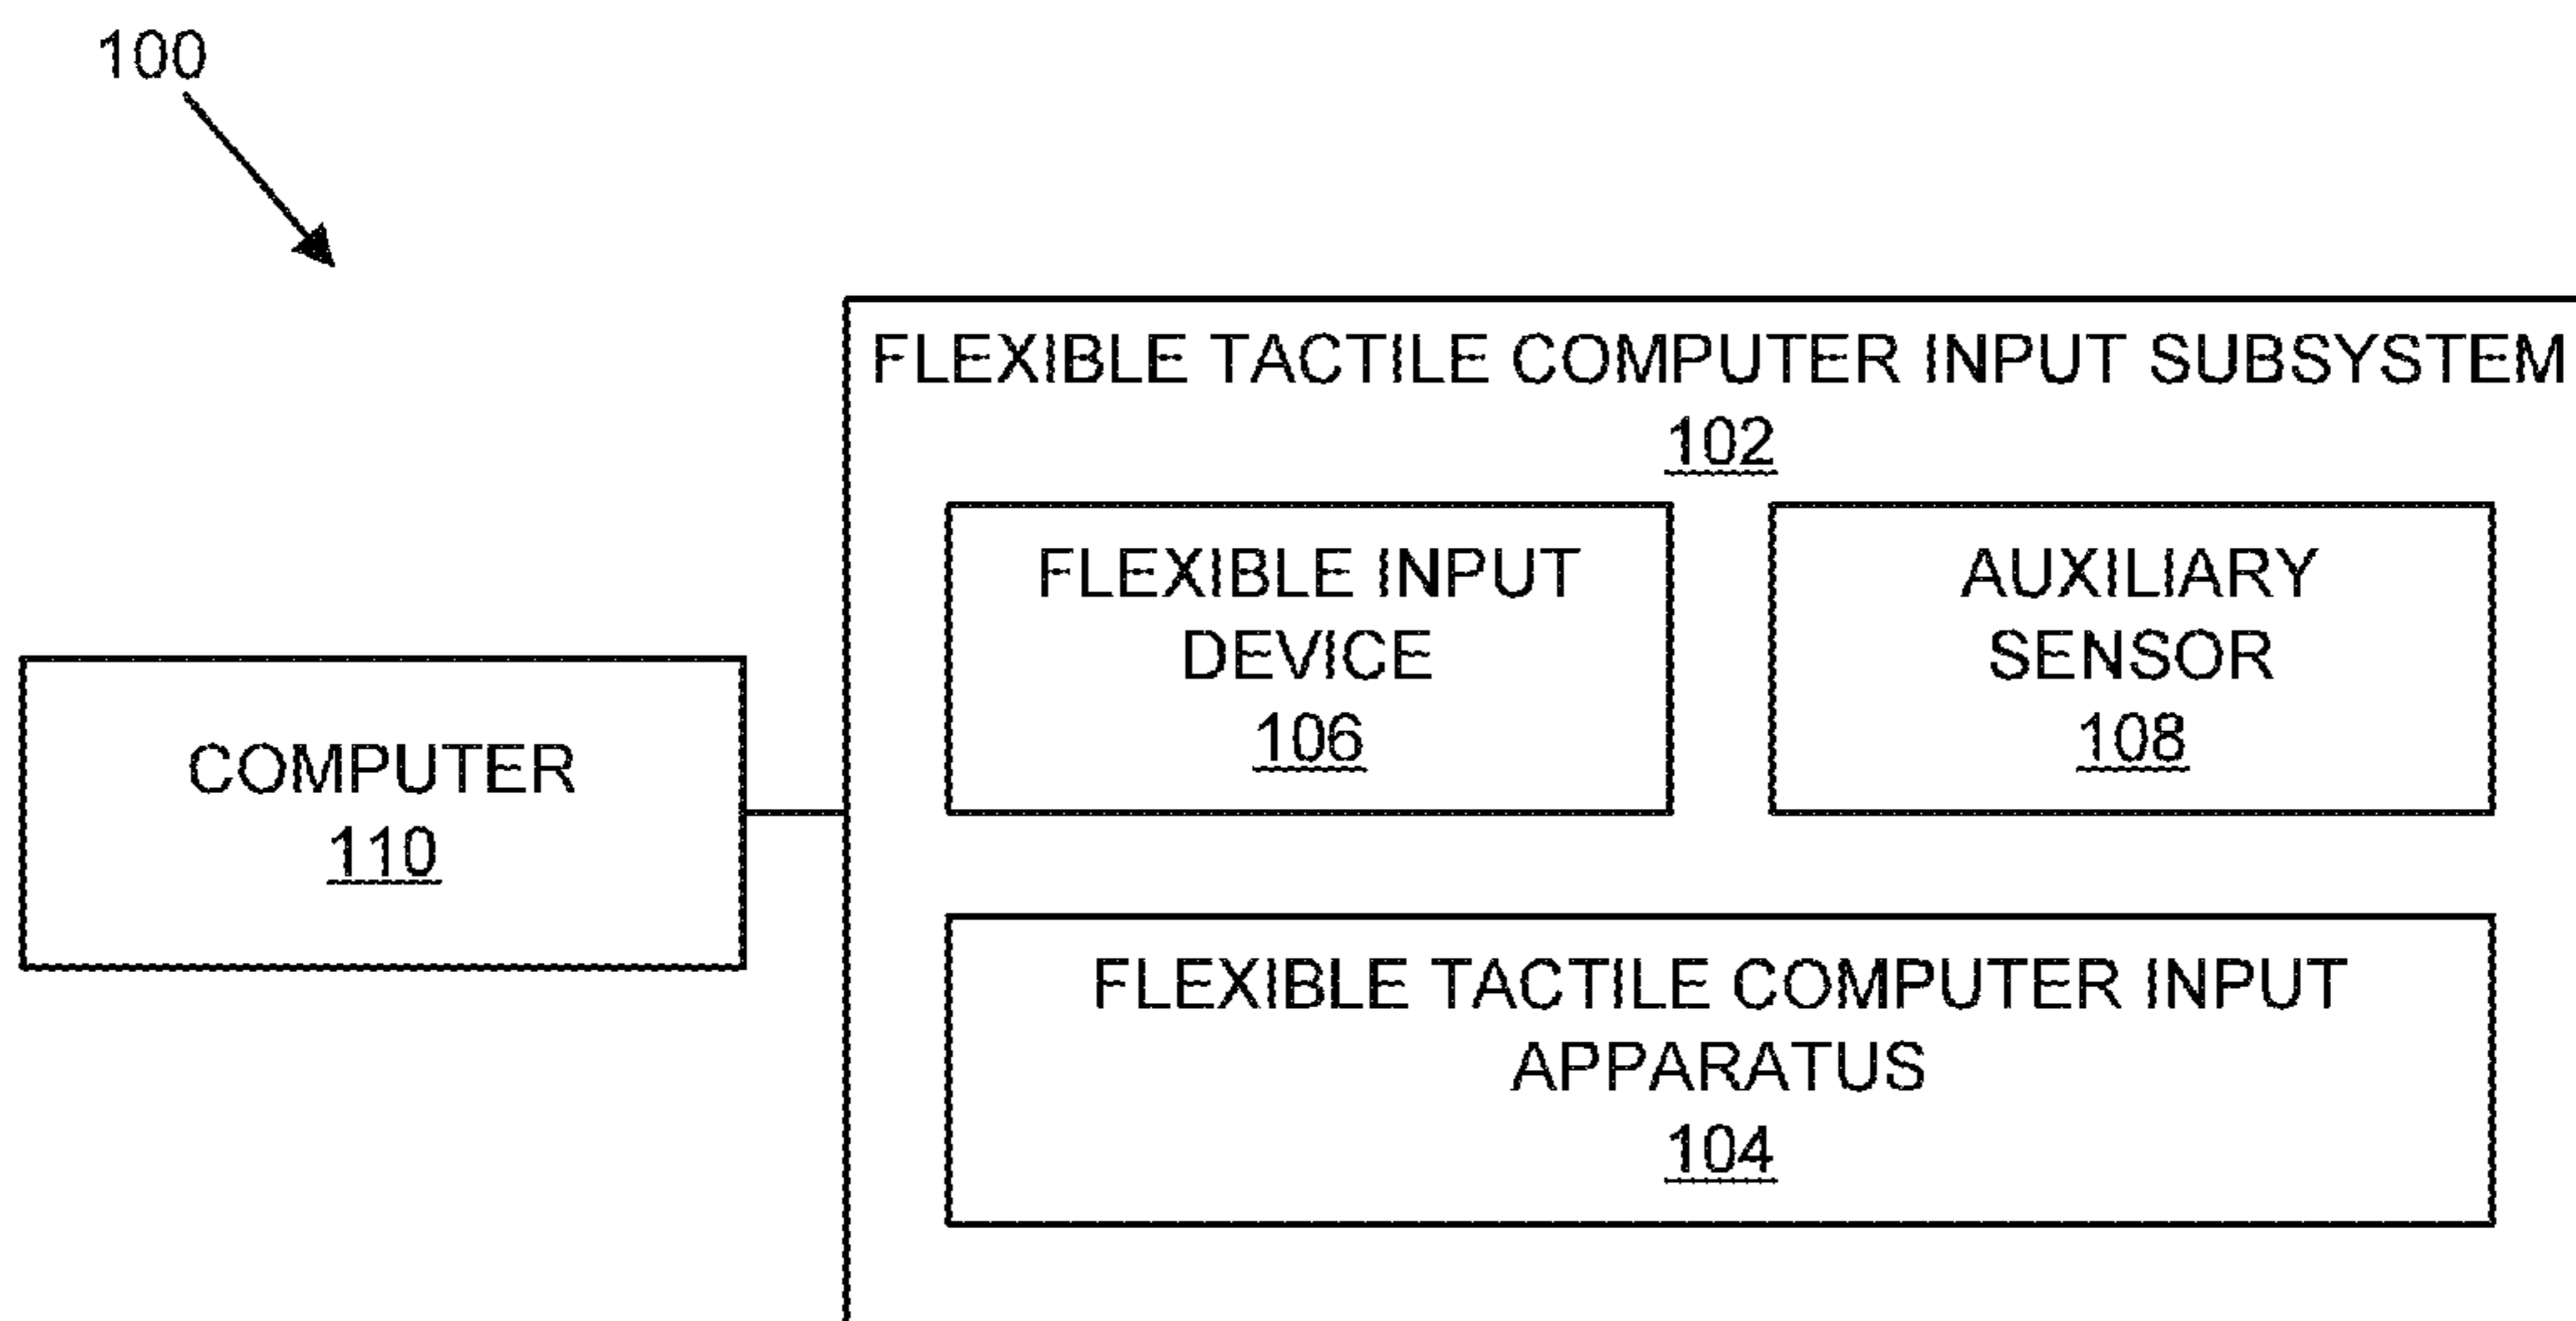 100
FLEXIBLE TACTILE COMPUTER INPUT SUBSYSTEM
102
FLEXIBLE INPUT
DEVICE
106
AUXILIARY
SENSOR
108
COMPUTER
110
FLEXIBLE TACTILE COMPUTER INPUT
APPARATUS
104